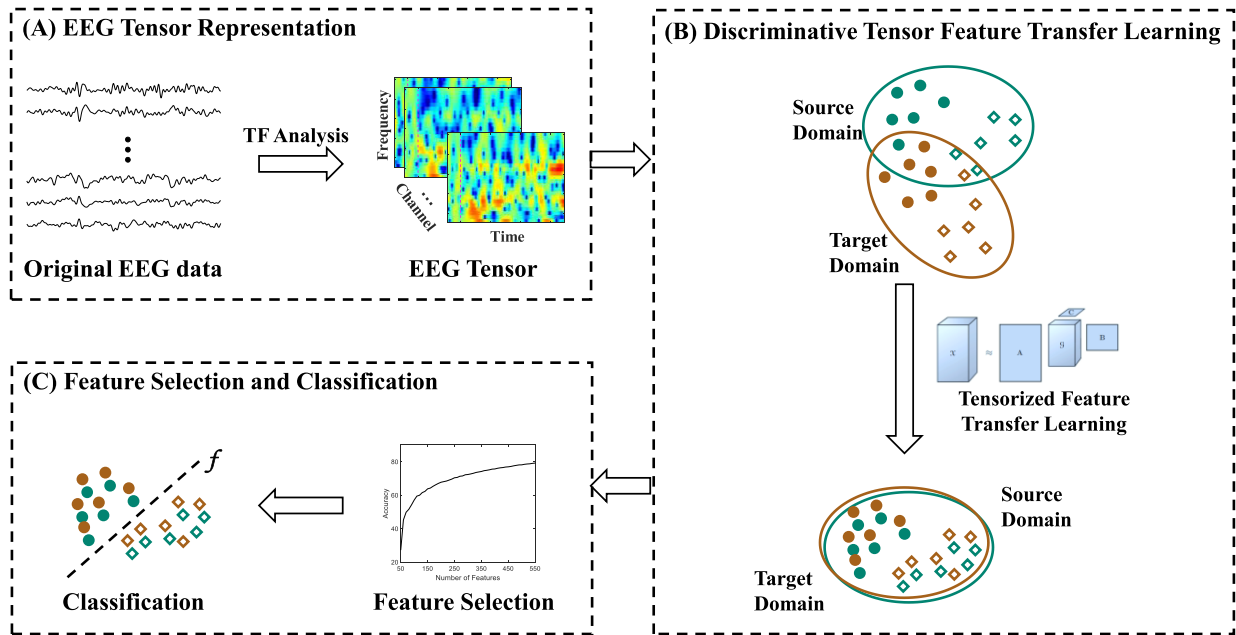 (A) EEG Tensor Representation
TF Analysis
Frequency
...
Channel
Time
Original EEG data
EEG Tensor
(B) Discriminative Tensor Feature Transfer Learning
Source
Domain
Target
Domain
X ≈ A G B C
Tensorized Feature
Transfer Learning
Source
Domain
Target
Domain
(C) Feature Selection and Classification
f
Classification
Accuracy
80
60
40
20
50 150 250 350 450 550
Number of Features
Feature Selection